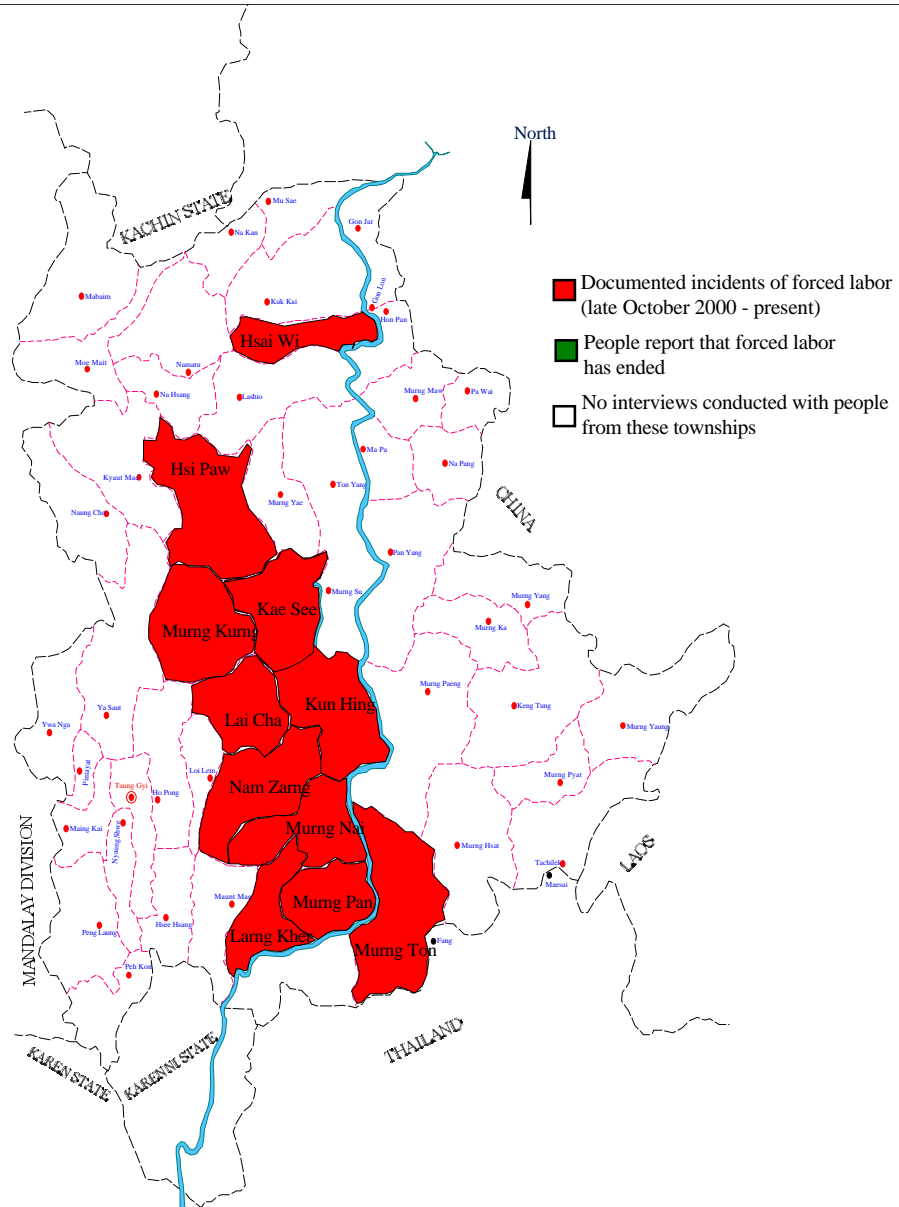 North
KACHIN STATE
Mu Sae
Na Kan
Gon Jar
Mabaim
Kuk Kai
Gon Lon
Hon Pan
Documented incidents of forced labor
(late October 2000 - present)
People report that forced labor
has ended
No interviews conducted with people
from these townships
Hsai Wi
Moe Mait
Namatu
Na Hsang
Lashio
Murng Maw
Pa Wai
Hsi Paw
Ma Pa
Na Pang
Kyaut Mae
Ton Yang
Murng Yae
Naung Cho
CHINA
Pan Yang
Kae See
Murng Su
Murng Yang
Murng Ka
Murng Kurng
Murng Paeng
Kun Hing
Keng Tung
Lai Cha
Ya Saut
Ywa Nga
Murng Yaung
Pintayar
Loi Lem
Taung Gyi
Ho Pong
Nam Zarng
Murng Pyat
Maing Kai
Nyaung Shwe
Murng Nai
Murng Hsat
Tachilek
Maesai
LAOS
MANDALAY DIVISION
Maunt Mae
Murng Pan
Peng Laung
Hsee Hsang
Larng Kher
Murng Ton
Fang
Peh Kon
THAILAND
KAREN STATE
KARENNI STATE